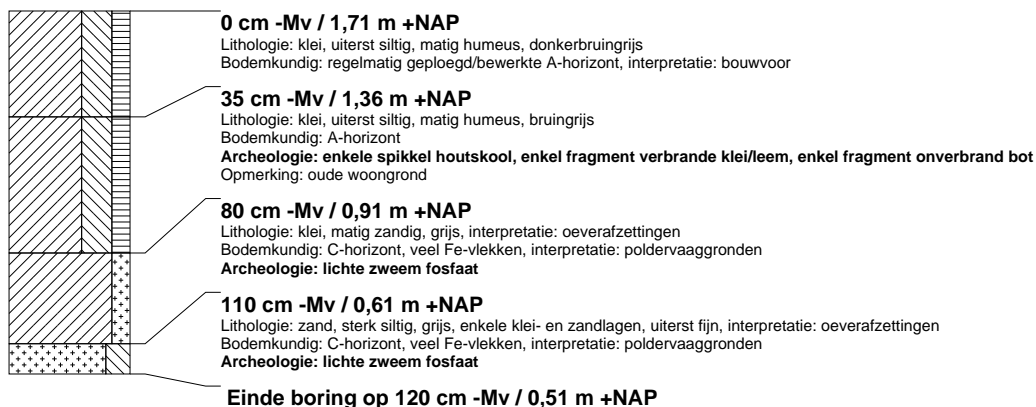 0 cm -Mv / 1,71 m +NAP
Lithologie: klei, uiterst siltig, matig humeus, donkerbruingrijs
Bodemkundig: regelmatig geploegd/bewerkte A-horizont, interpretatie: bouwvoor
35 cm -Mv / 1,36 m +NAP
Lithologie: klei, uiterst siltig, matig humeus, bruingrijs
Bodemkundig: A-horizont
Archeologie: enkele spikkel houtskool, enkel fragment verbrande klei/leem, enkel fragment onverbrand bot
Opmerking: oude woongrond
80 cm -Mv / 0,91 m +NAP
Lithologie: klei, matig zandig, grijs, interpretatie: oeverafzettingen
Bodemkundig: C-horizont, veel Fe-vlekken, interpretatie: poldervaaggronden
Archeologie: lichte zweem fosfaat
110 cm -Mv / 0,61 m +NAP
Lithologie: zand, sterk siltig, grijs, enkele klei- en zandlagen, uiterst fijn, interpretatie: oeverafzettingen
Bodemkundig: C-horizont, veel Fe-vlekken, interpretatie: poldervaaggronden
Archeologie: lichte zweem fosfaat
Einde boring op 120 cm -Mv / 0,51 m +NAP